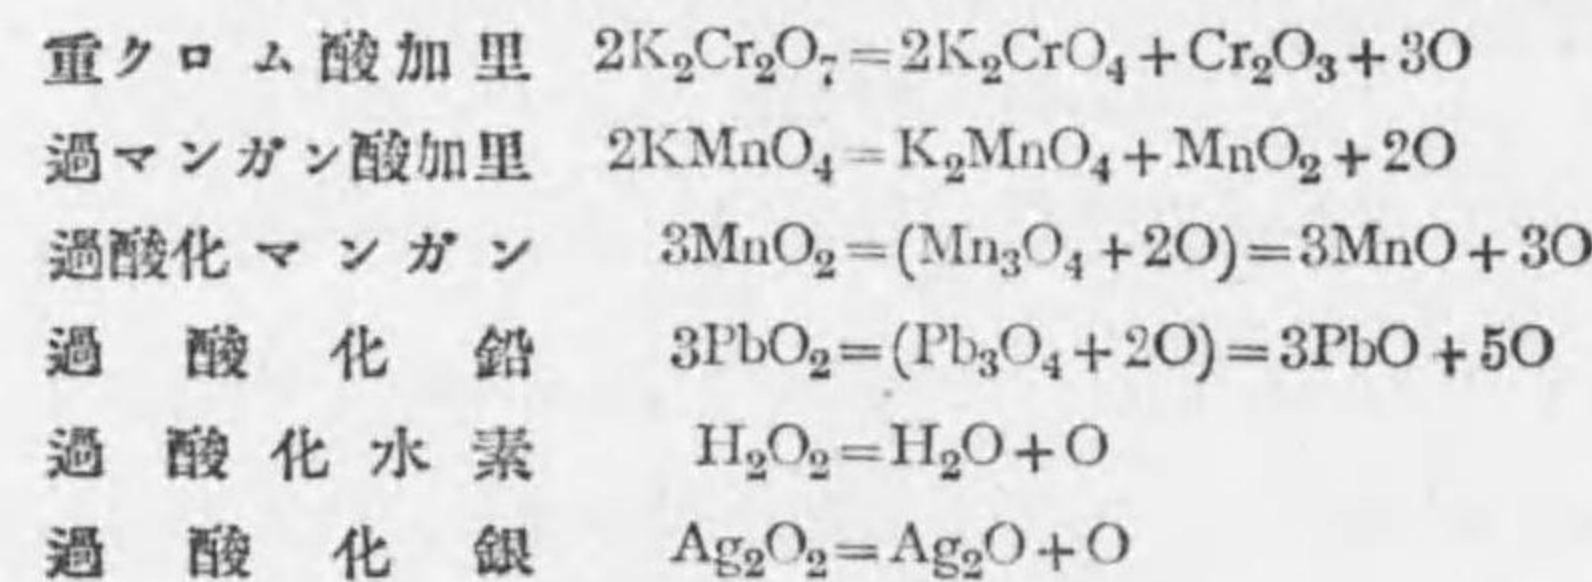 重クロム酸加里 2K₂Cr₂O₇=2K₂CrO₄+Cr₂O₃+3O
過マンガン酸加里 2KMnO₄=K₂MnO₄+MnO₂+2O
過酸化マンガン 3MnO₂=(Mn₃O₄+2O)=3MnO+3O
過酸化鉛 3PbO₂=(Pb₃O₄+2O)=3PbO+5O
過酸化水素 H₂O₂=H₂O+O
過酸化銀 Ag₂O₂=Ag₂O+O